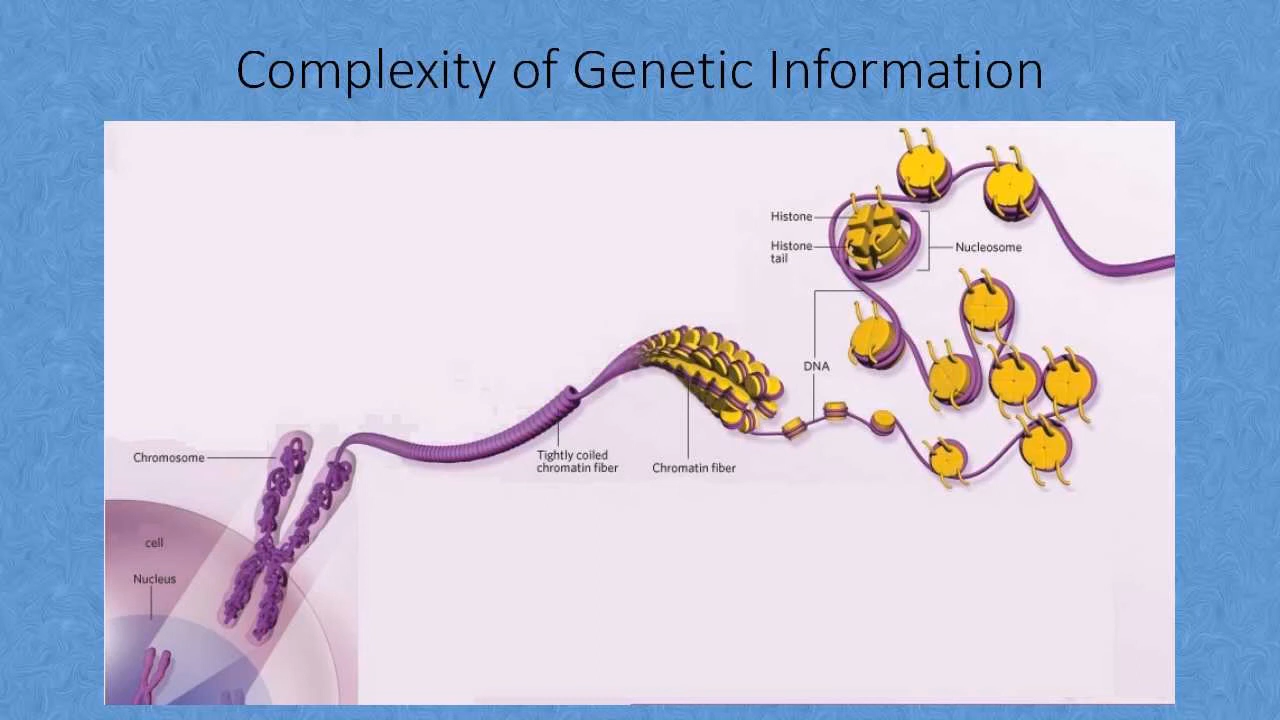 Complexity of Genetic Information
Histone
Histone
tail
Nucleosome
DNA
Chromosome
Tightly coiled
chromatin fiber
Chromatin fiber
cell
Nucleus